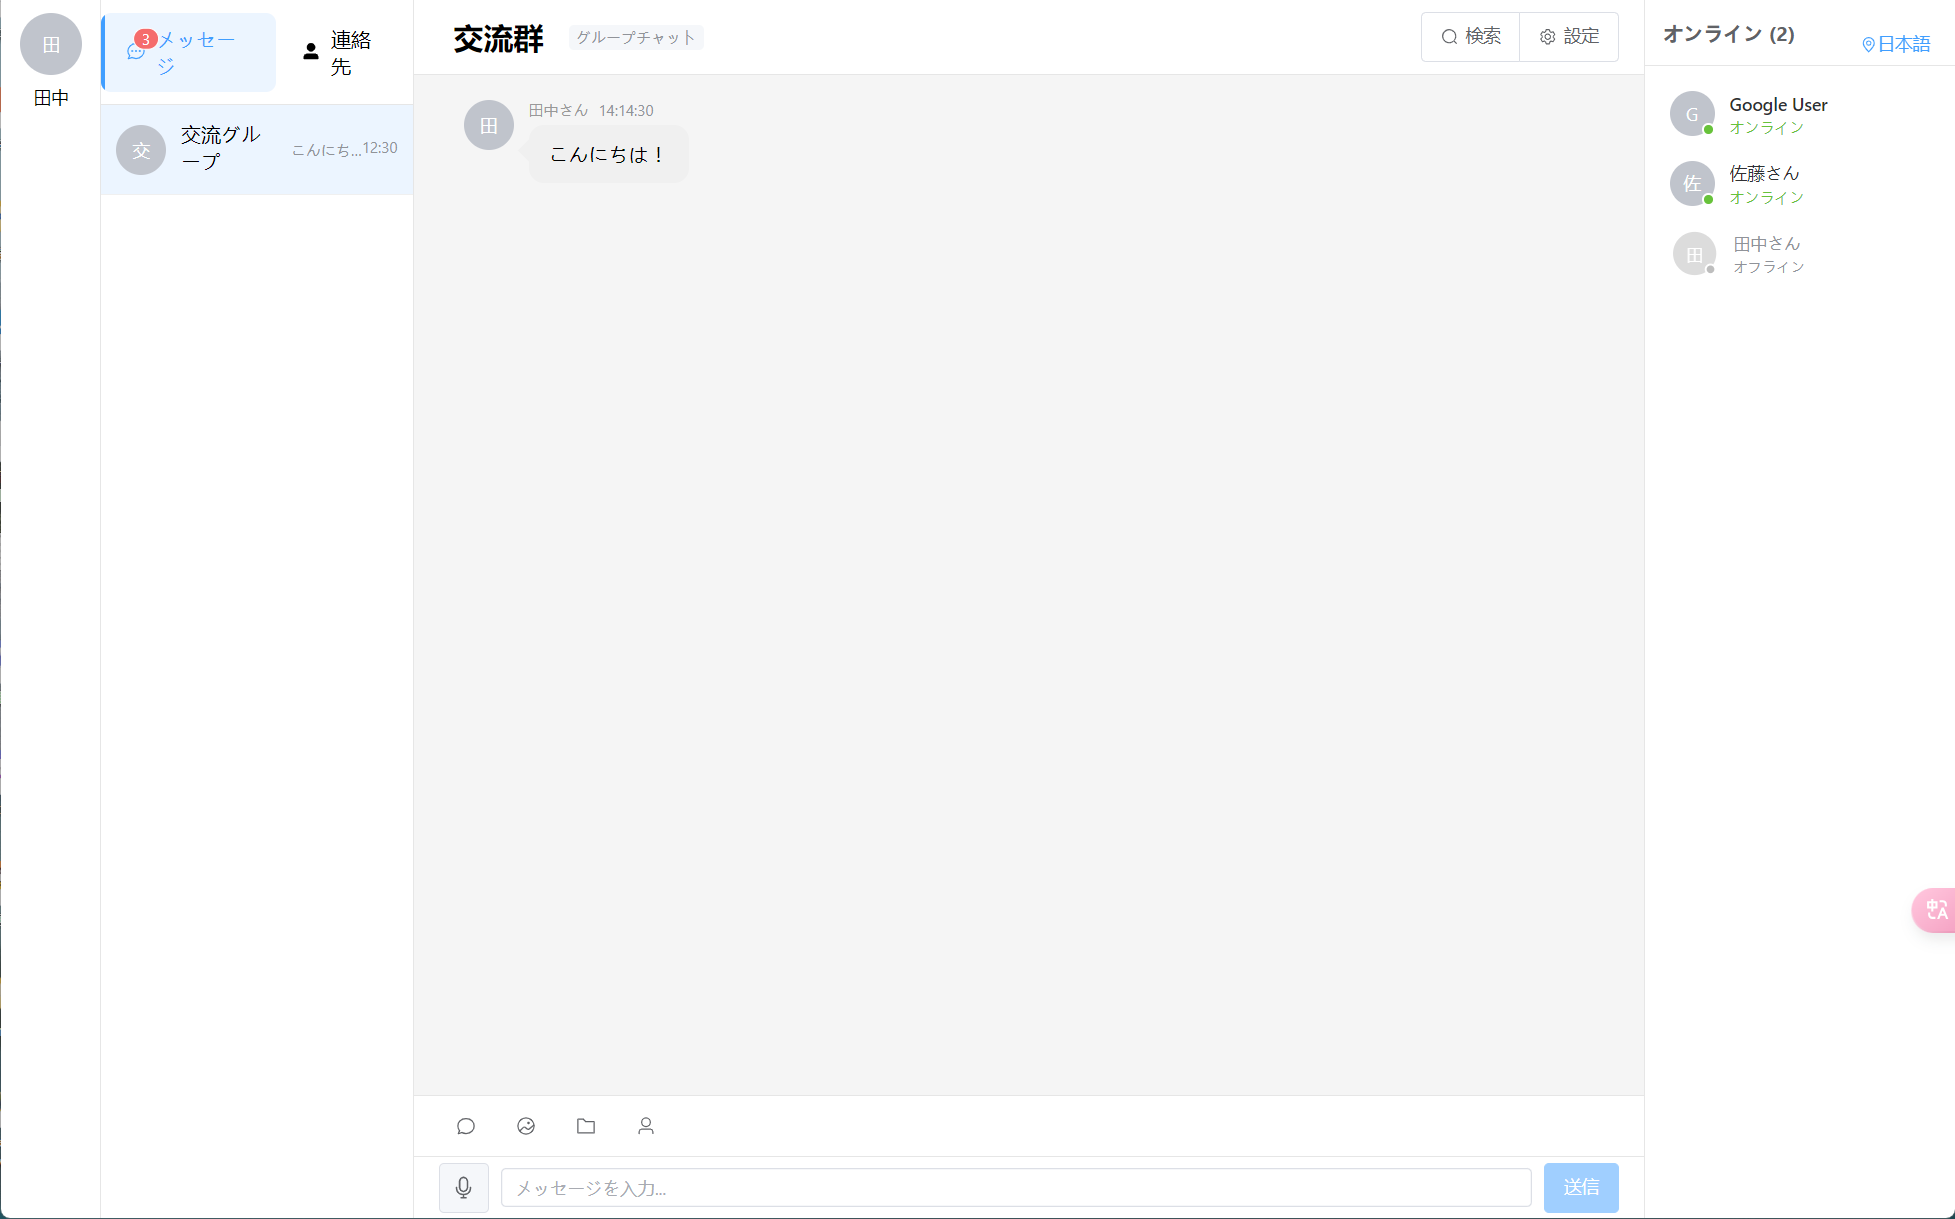 田
田中
3
メッセー
ジ
連絡
先
交
交流グル
ープ
こんにち...
12:30
交流群
グループチャット
検索
設定
田
田中さん 14:14:30
こんにちは！
メッセージを入力...
送信
オンライン (2)
日本語
G
Google User
オンライン
佐
佐藤さん
オンライン
田
田中さん
オフライン
中A